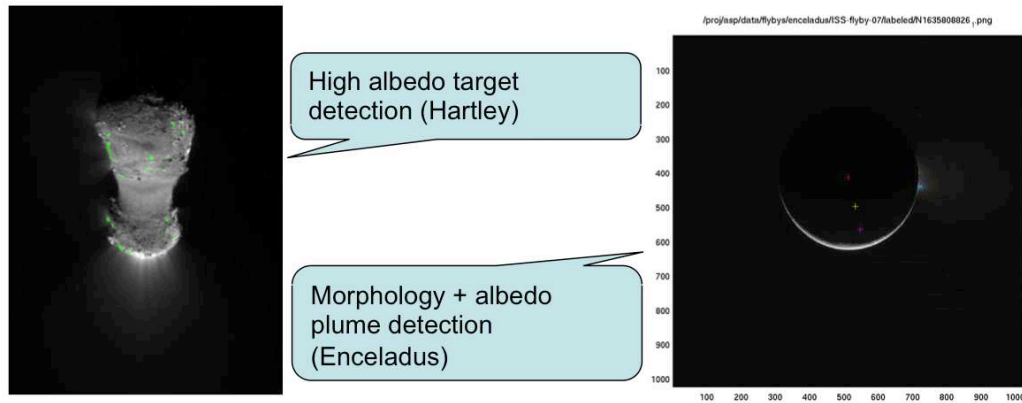 /proj/asp/data/flybys/enceladus/ISS-flyby-07/labeled/N1635808826 1.png
High albedo target
detection (Hartley)
Morphology + albedo
plume detection
(Enceladus)
100
200
300
400
500
600
700
800
900
1000
100 200 300 400 500 600 700 800 900 1000